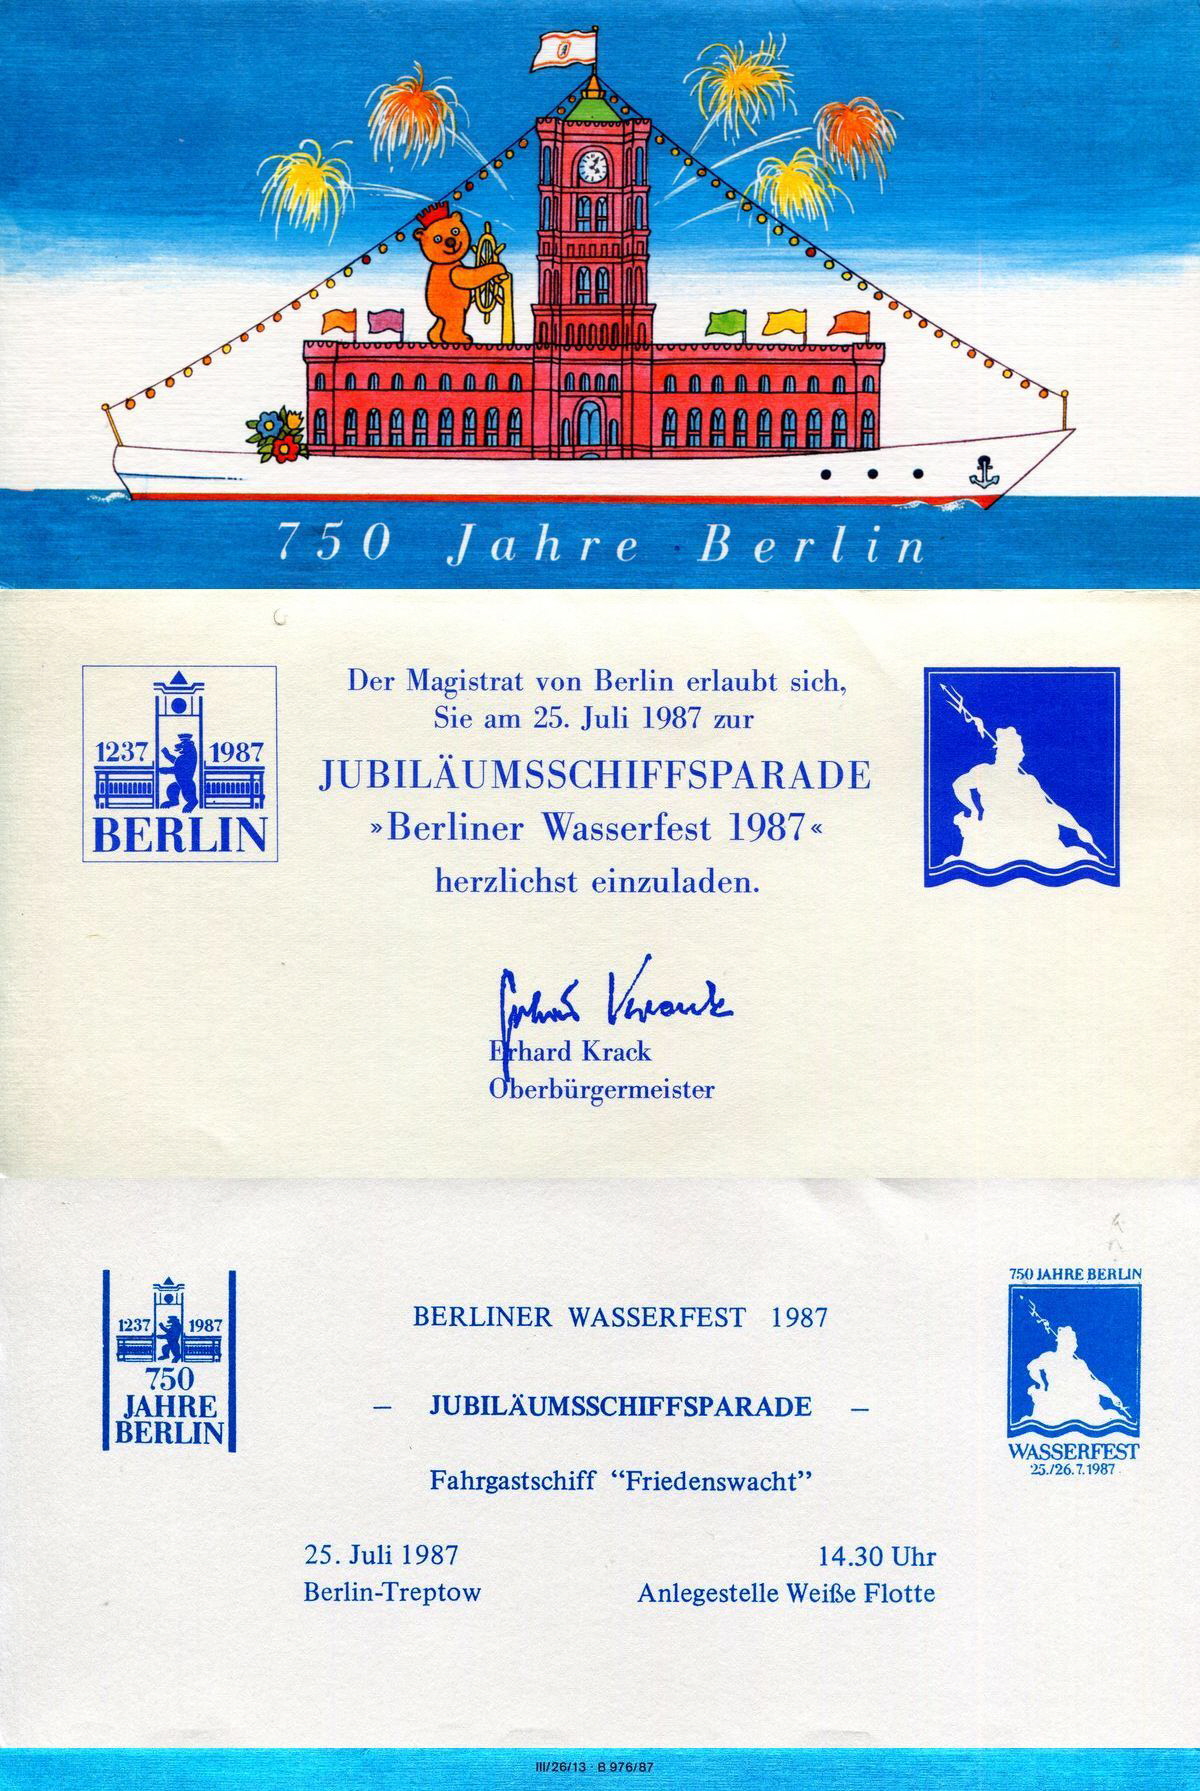 750 Jahre Berlin
1237 1987
BERLIN
Der Magistrat von Berlin erlaubt sich,
Sie am 25. Juli 1987 zur
JUBILÄUMSSCHIFFSPARADE
»Berliner Wasserfest 1987«
herzlichst einzuladen.
Erhard Krack
Oberbürgermeister
1237 1987
750
JAHRE
BERLIN
BERLINER WASSERFEST 1987
– JUBILÄUMSSCHIFFSPARADE –
Fahrgastschiff “Friedenswacht”
25. Juli 1987
Berlin-Treptow
14.30 Uhr
Anlegestelle Weiße Flotte
750 JAHRE BERLIN
WASSERFEST
25./26.7.1987
III/26/13 · B 976/87